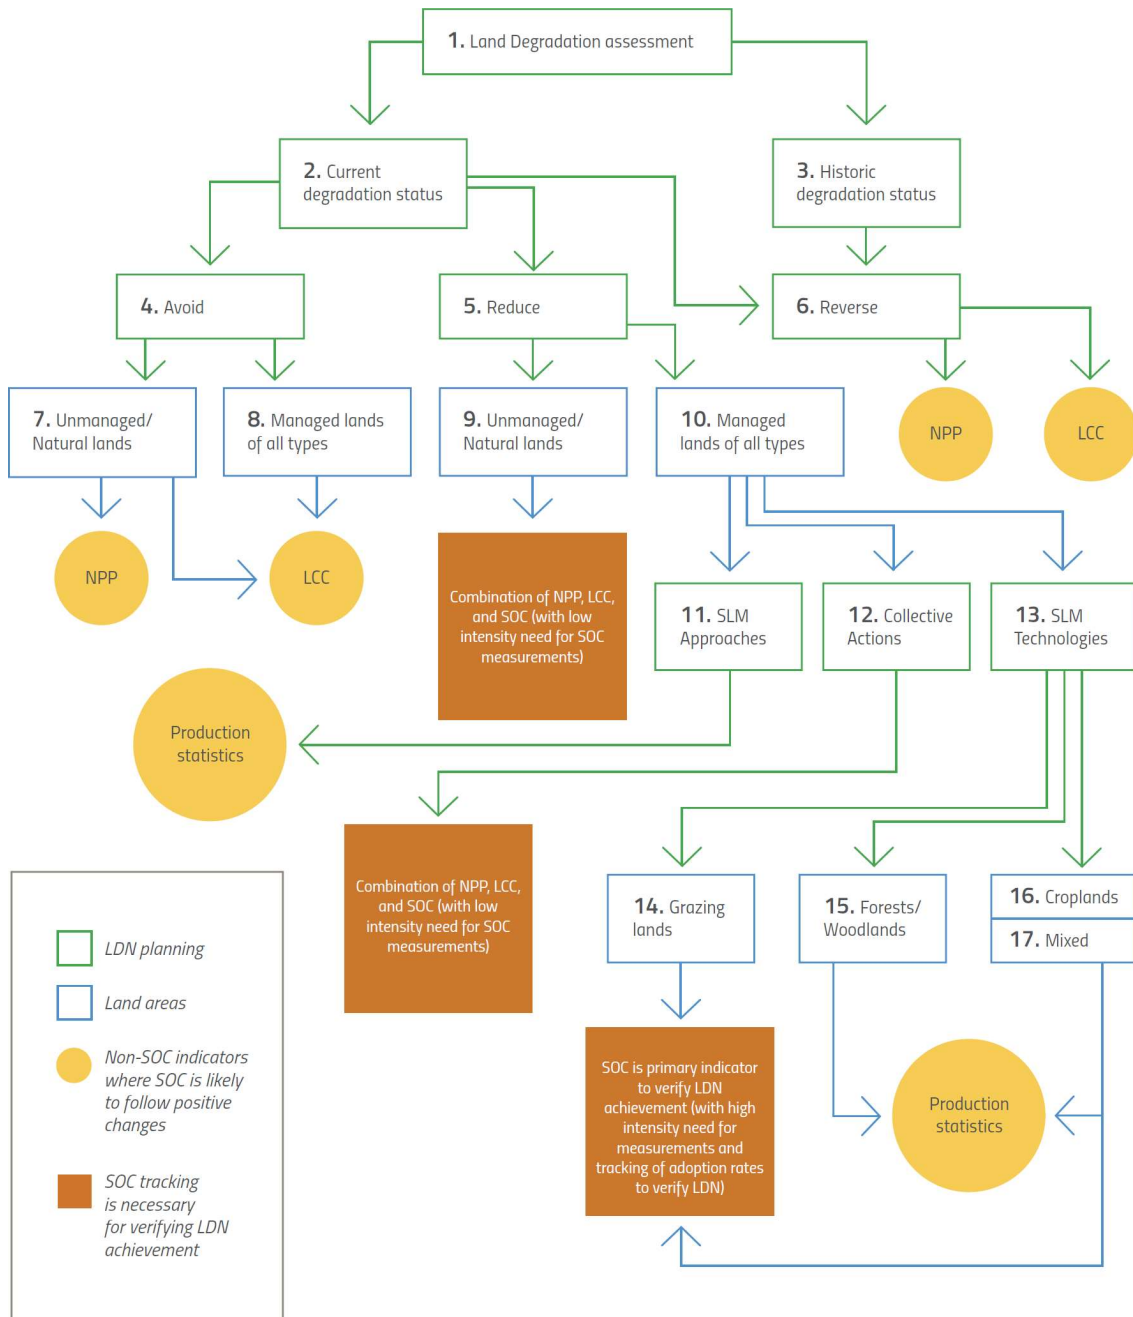 1. Land Degradation assessment
2. Current
degradation status
3. Historic
degradation status
4. Avoid
5. Reduce
6. Reverse
7. Unmanaged/
Natural lands
8. Managed lands
of all types
9. Unmanaged/
Natural lands
10. Managed
lands of all types
NPP
LCC
NPP
LCC
Combination of NPP, LCC,
and SOC (with low
intensity need for SOC
measurements)
11. SLM
Approaches
12. Collective
Actions
13. SLM
Technologies
Production
statistics
Combination of NPP, LCC,
and SOC (with low
intensity need for SOC
measurements)
14. Grazing
lands
15. Forests/
Woodlands
16. Croplands
17. Mixed
SOC is primary indicator
to verify LDN
achievement (with high
intensity need for
measurements and
tracking of adoption rates
to verify LDN)
Production
statistics
LDN planning
Land areas
Non-SOC indicators
where SOC is likely
to follow positive
changes
SOC tracking
is necessary
for verifying LDN
achievement